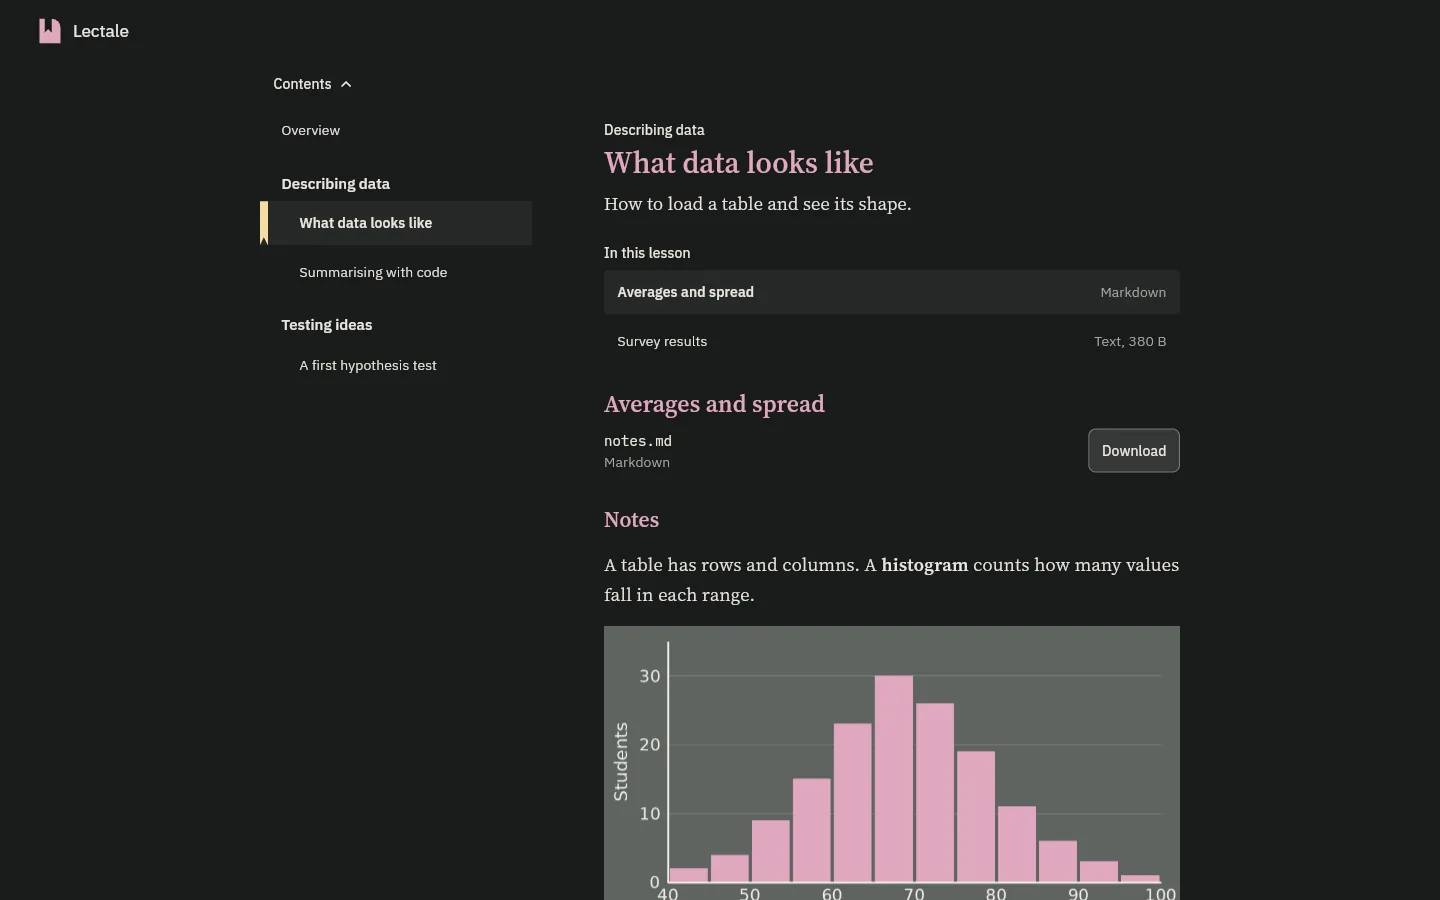 Lectale
Contents
Overview
Describing data
What data looks like
Summarising with code
Testing ideas
A first hypothesis test
Describing data
What data looks like
How to load a table and see its shape.
In this lesson
Averages and spread Markdown
Survey results Text, 380 B
Averages and spread
notes.md
Markdown
Download
Notes
A table has rows and columns. A histogram counts how many values
fall in each range.
Students
30
20
10
0
40 50 60 70 80 90 100